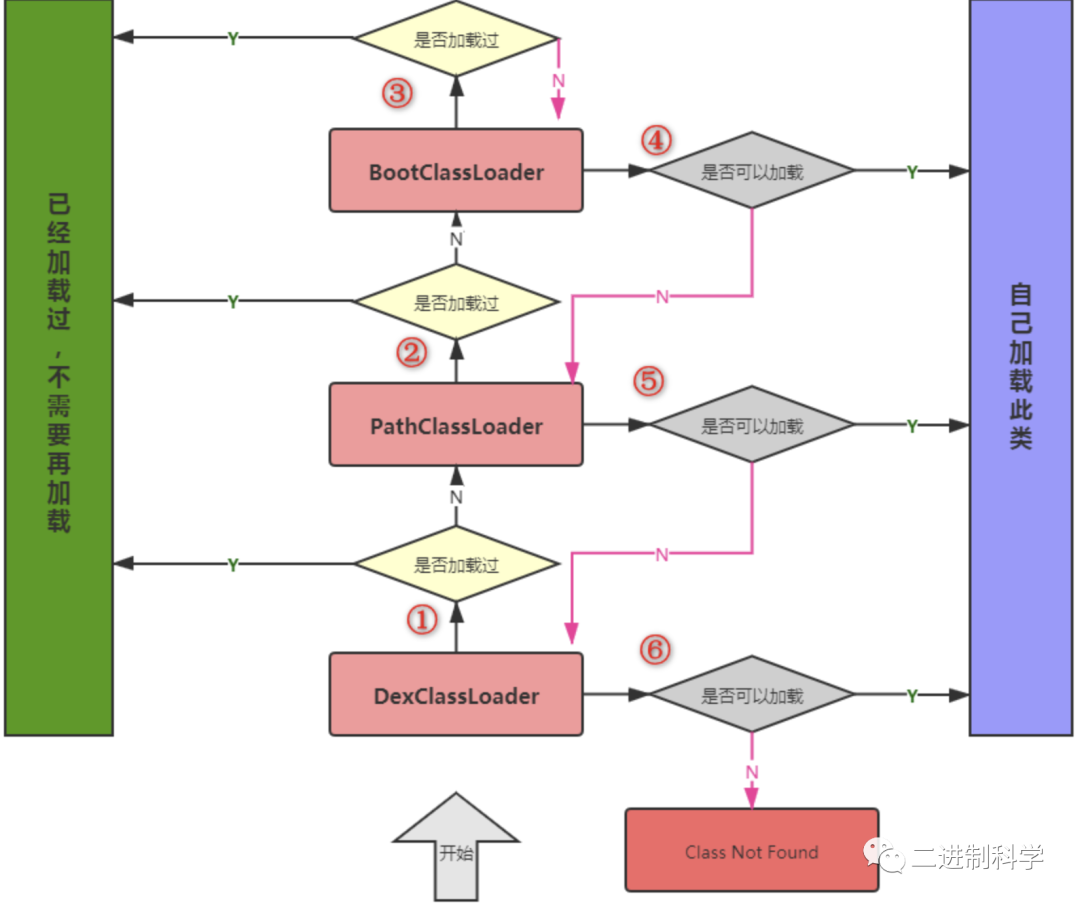 是否加载过
Y
N
③
BootClassLoader
④
是否可以加载
Y
N
N
是否加载过
Y
②
PathClassLoader
⑤
是否可以加载
Y
N
N
是否加载过
Y
①
DexClassLoader
⑥
是否可以加载
Y
N
Class Not Found
开始
已经加载过，不需要再加载
自己加载此类
二进制科学